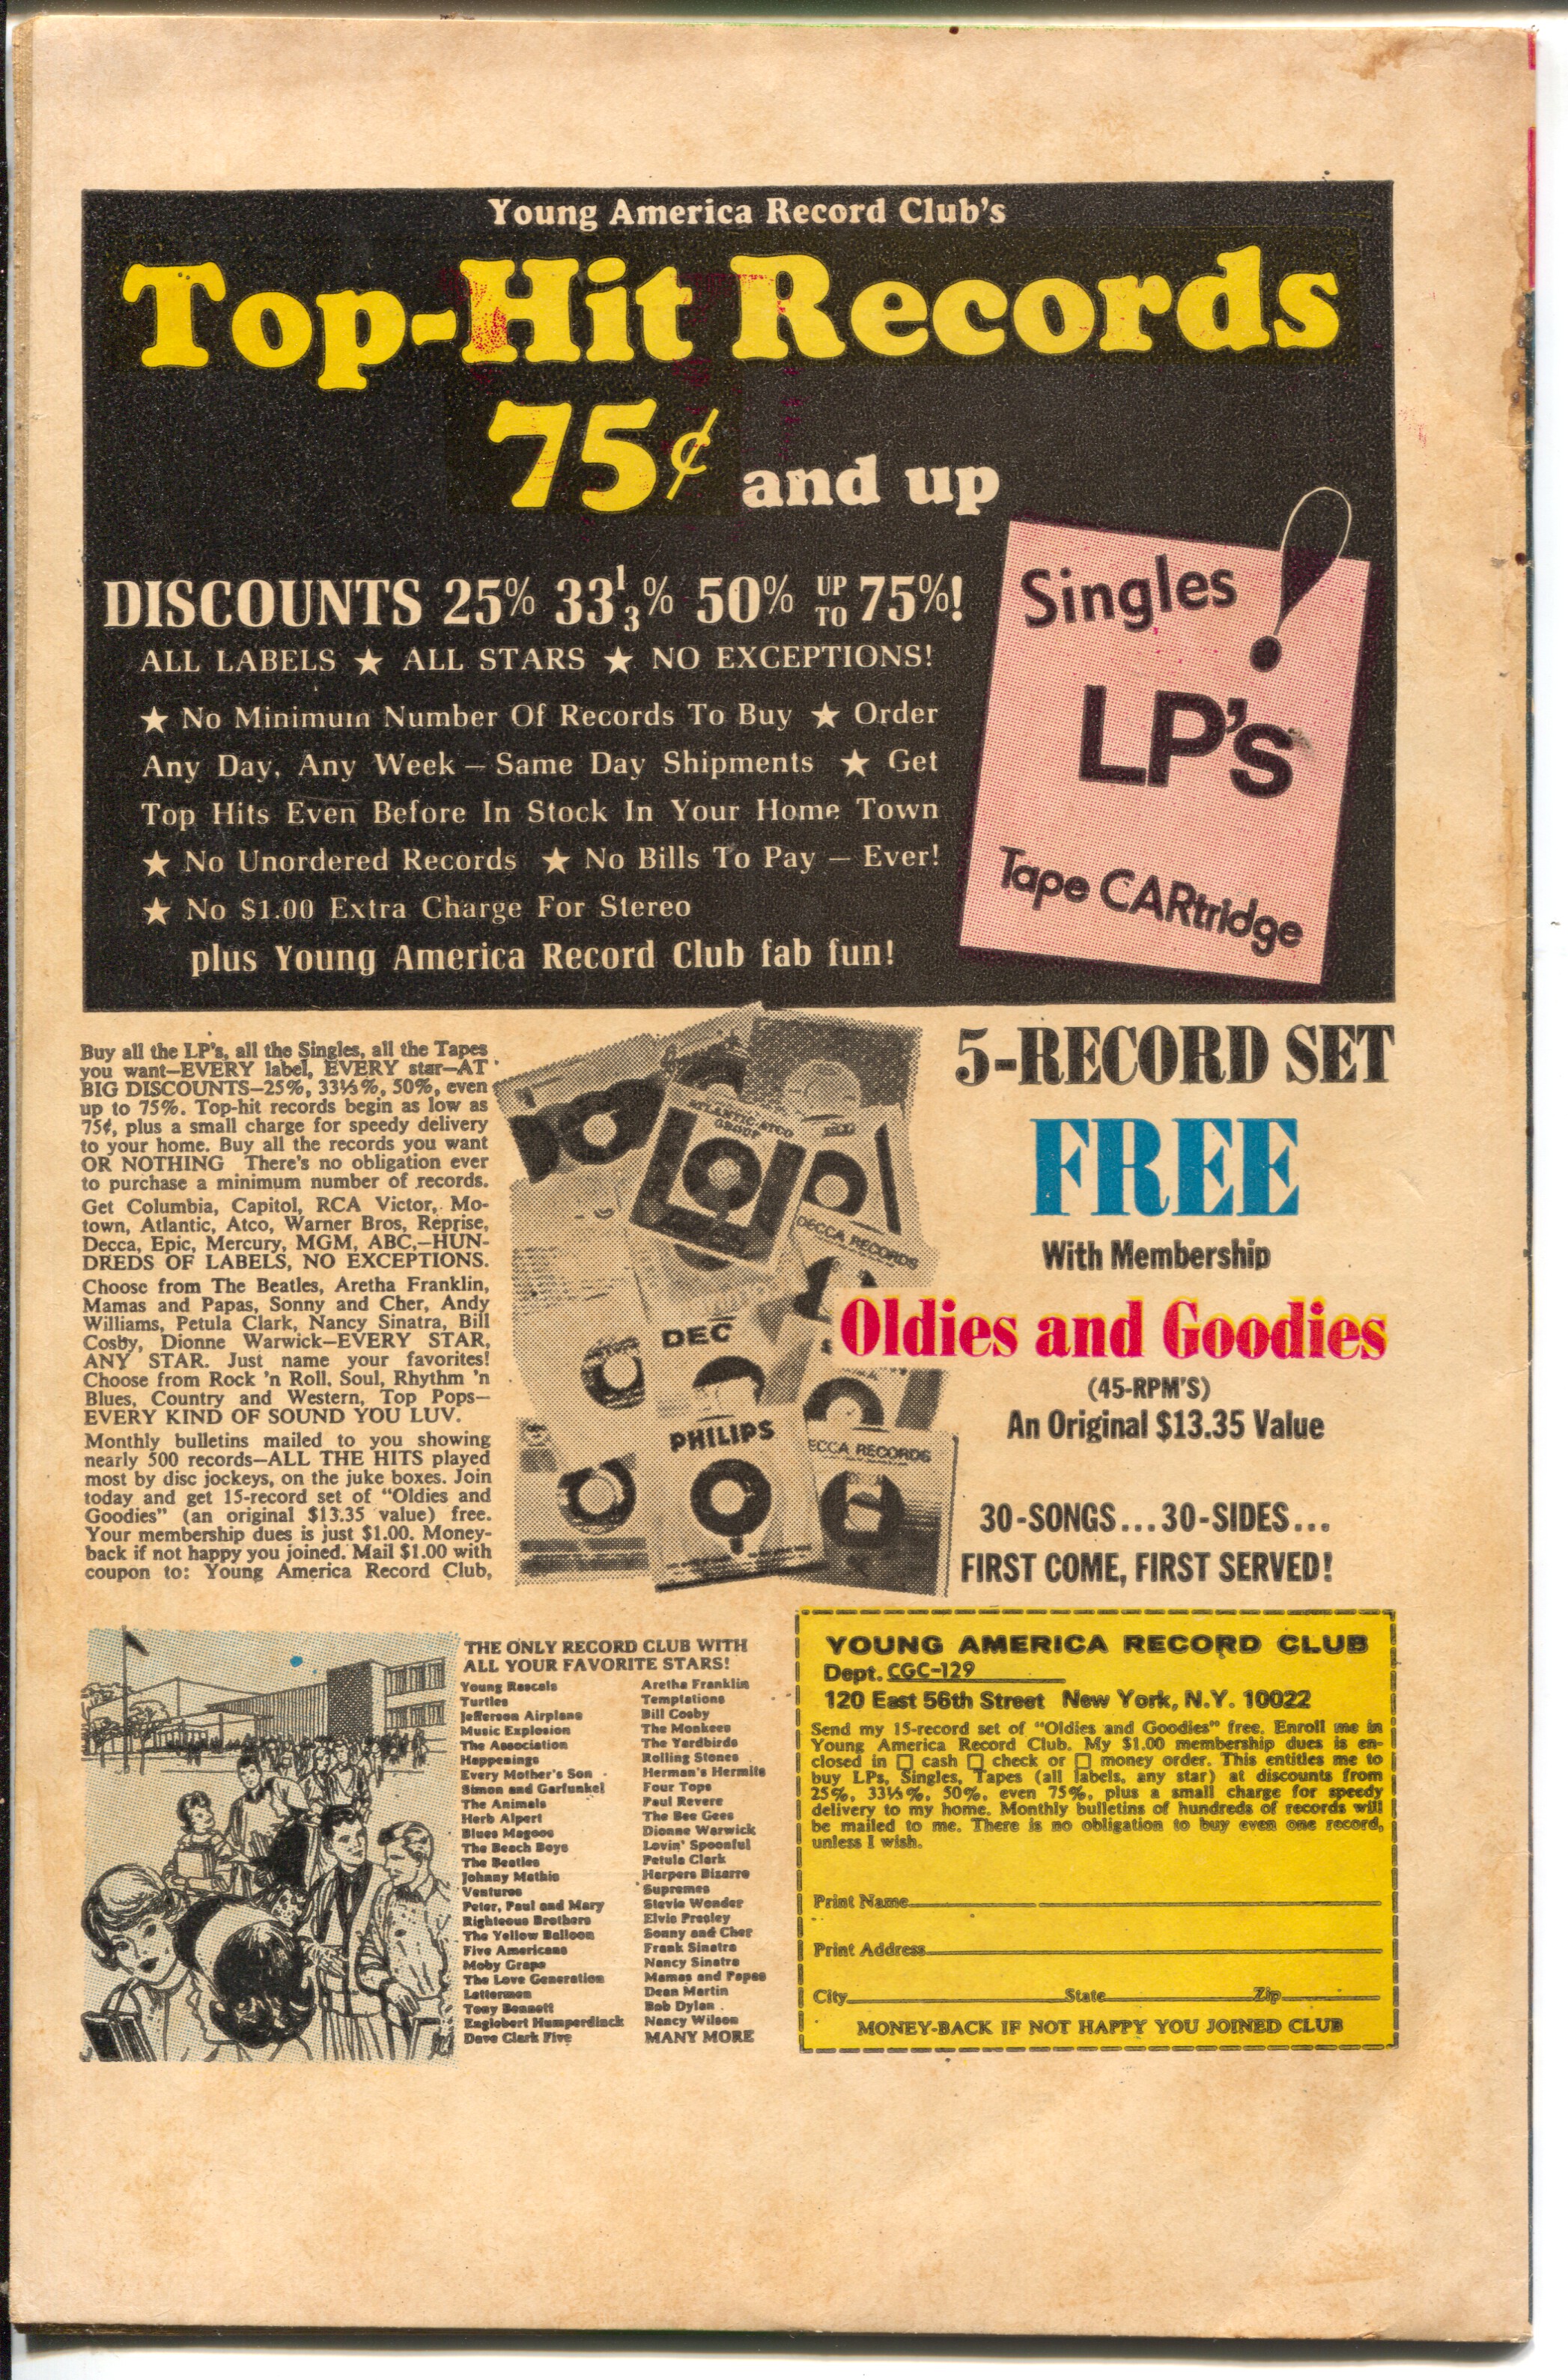 Young America Record Club's
Top-Hit Records
75¢ and up
DISCOUNTS 25% 33 1/3% 50% UP TO 75%!
ALL LABELS ★ ALL STARS ★ NO EXCEPTIONS!
★ No Minimum Number Of Records To Buy ★ Order
Any Day, Any Week – Same Day Shipments ★ Get
Top Hits Even Before In Stock In Your Home Town
★ No Unordered Records ★ No Bills To Pay – Ever!
★ No $1.00 Extra Charge For Stereo
plus Young America Record Club fab fun!
Singles
!
LP's
Tape CARtridge
Buy all the LP's, all the Singles, all the Tapes
you want—EVERY label, EVERY star—AT
BIG DISCOUNTS—25%, 33⅓%, 50%, even
up to 75%. Top-hit records begin as low as
75¢, plus a small charge for speedy delivery
to your home. Buy all the records you want
OR NOTHING There's no obligation ever
to purchase a minimum number of records.
Get Columbia, Capitol, RCA Victor, Mo-
town, Atlantic, Atco, Warner Bros, Reprise,
Decca, Epic, Mercury, MGM, ABC,—HUN-
DREDS OF LABELS, NO EXCEPTIONS.
Choose from The Beatles, Aretha Franklin,
Mamas and Papas, Sonny and Cher, Andy
Williams, Petula Clark, Nancy Sinatra, Bill
Cosby, Dionne Warwick—EVERY STAR,
ANY STAR. Just name your favorites!
Choose from Rock 'n Roll, Soul, Rhythm 'n
Blues, Country and Western, Top Pops—
EVERY KIND OF SOUND YOU LUV.
Monthly bulletins mailed to you showing
nearly 500 records—ALL THE HITS played
most by disc jockeys, on the juke boxes. Join
today and get 15-record set of "Oldies and
Goodies" (an original $13.35 value) free.
Your membership dues is just $1.00. Money-
back if not happy you joined. Mail $1.00 with
coupon to: Young America Record Club,
ATLANTIC-ATCO
GROUP
DECCA RECORDS
DEC
PHILIPS
ECCA RECORDS
5-RECORD SET
FREE
With Membership
Oldies and Goodies
(45-RPM'S)
An Original $13.35 Value
30-SONGS...30-SIDES...
FIRST COME, FIRST SERVED!
THE ONLY RECORD CLUB WITH
ALL YOUR FAVORITE STARS!
Young Rascals
Turtles
Jefferson Airplane
Music Explosion
The Association
Happenings
Every Mother's Son
Simon and Garfunkel
The Animals
Herb Alpert
Blues Magoos
The Beach Boys
The Beatles
Johnny Mathis
Ventures
Peter, Paul and Mary
Righteous Brothers
The Yellow Balloon
Five Americans
Moby Grape
The Love Generation
Lettermen
Tony Bennett
Englebert Humperdinck
Dave Clark Five
Aretha Franklin
Temptations
Bill Cosby
The Monkees
The Yardbirds
Rolling Stones
Herman's Hermits
Four Tops
Paul Revere
The Bee Gees
Dionne Warwick
Lovin' Spoonful
Petula Clark
Harpers Bizarre
Supremes
Stevie Wonder
Elvis Presley
Sonny and Cher
Frank Sinatra
Nancy Sinatra
Mamas and Papas
Dean Martin
Bob Dylan
Nancy Wilson
MANY MORE
YOUNG AMERICA RECORD CLUB
Dept. CGC-129
120 East 56th Street New York, N.Y. 10022
Send my 15-record set of "Oldies and Goodies" free. Enroll me in
Young America Record Club. My $1.00 membership dues is en-
closed in ☐ cash ☐ check or ☐ money order. This entitles me to
buy LPs, Singles, Tapes (all labels, any star) at discounts from
25%, 33⅓%, 50%, even 75%, plus a small charge for speedy
delivery to my home. Monthly bulletins of hundreds of records will
be mailed to me. There is no obligation to buy even one record,
unless I wish.
Print Name
Print Address
City State Zip
MONEY-BACK IF NOT HAPPY YOU JOINED CLUB